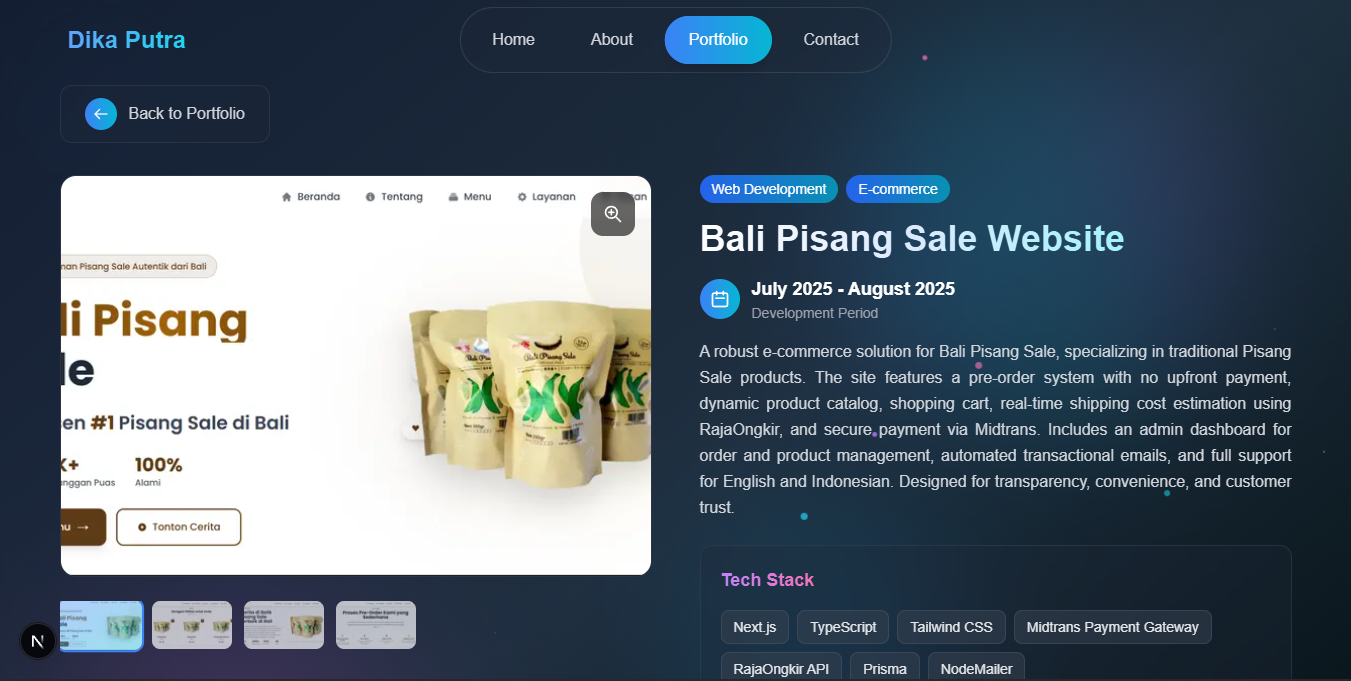 Dika Putra
Home
About
Portfolio
Contact
Back to Portfolio
Beranda
Tentang
Menu
Layanan
Pisang Sale Autentik dari Bali
Pisang
#1 Pisang Sale di Bali
K+
100%
Puas
Alami
→
Tonton Cerita
Bali Pisang Sale
Web Development
E-commerce
Bali Pisang Sale Website
July 2025 - August 2025
Development Period
A robust e-commerce solution for Bali Pisang Sale, specializing in traditional Pisang
Sale products. The site features a pre-order system with no upfront payment,
dynamic product catalog, shopping cart, real-time shipping cost estimation using
RajaOngkir, and secure payment via Midtrans. Includes an admin dashboard for
order and product management, automated transactional emails, and full support
for English and Indonesian. Designed for transparency, convenience, and customer
trust.
Tech Stack
Next.js
TypeScript
Tailwind CSS
Midtrans Payment Gateway
RajaOngkir API
Prisma
NodeMailer
N